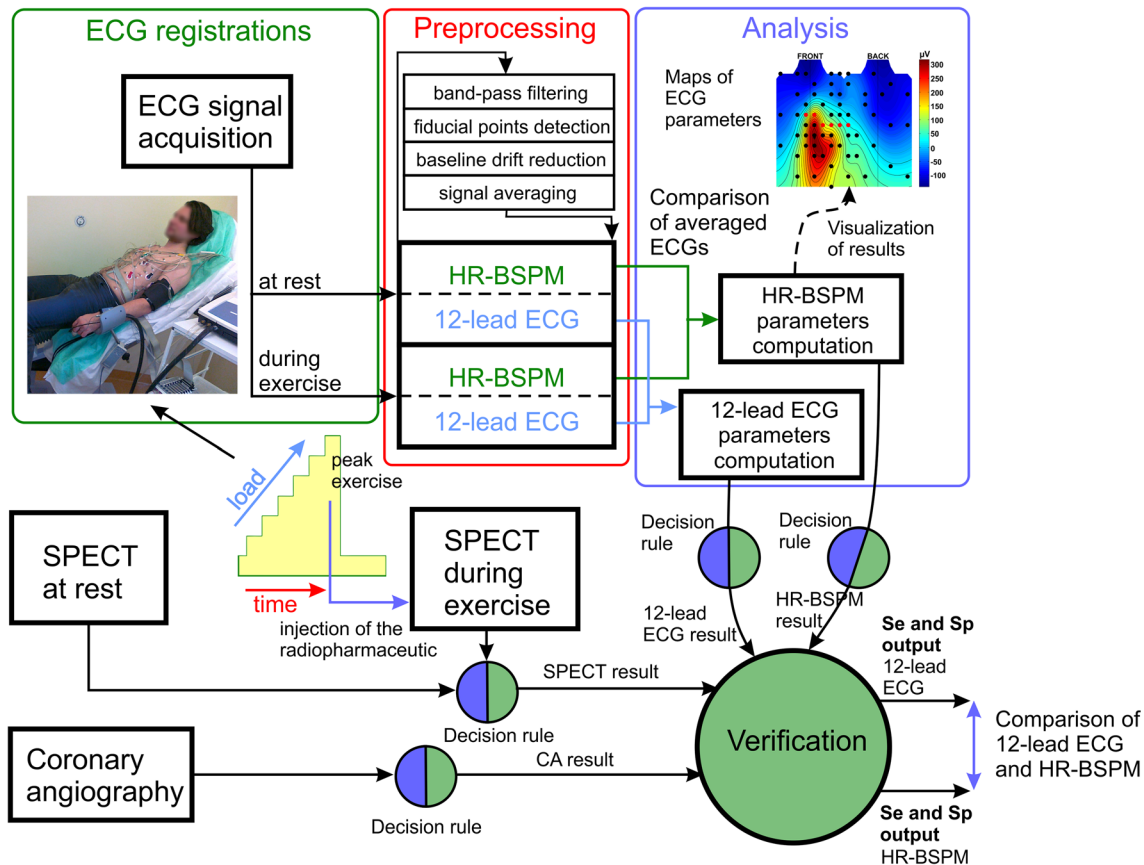 ECG registrations
Preprocessing
Analysis
ECG signal
acquisition
at rest
during
exercise
band-pass filtering
fiducial points detection
baseline drift reduction
signal averaging
HR-BSPM
12-lead ECG
HR-BSPM
12-lead ECG
Maps of
ECG
parameters
FRONT
BACK
µV
300
250
200
150
100
50
0
-50
-100
Comparison
of averaged
ECGs
Visualization
of results
HR-BSPM
parameters
computation
12-lead ECG
parameters
computation
load
peak
exercise
time
injection of the
radiopharmaceutic
SPECT
at rest
SPECT
during
exercise
Decision
rule
Decision
rule
12-lead
ECG result
HR-BSPM
result
SPECT result
Decision rule
Coronary
angiography
CA result
Decision rule
Verification
Se and Sp
output
12-lead
ECG
Comparison of
12-lead ECG
and HR-BSPM
Se and Sp
output
HR-BSPM